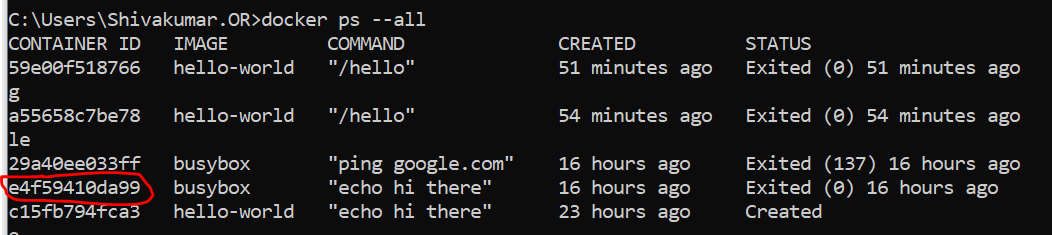 C:\Users\Shivakumar.OR>docker ps --all
CONTAINER ID   IMAGE         COMMAND             CREATED          STATUS
59e00f518766   hello-world   "/hello"            51 minutes ago   Exited (0) 51 minutes ago
g
a55658c7be78   hello-world   "/hello"            54 minutes ago   Exited (0) 54 minutes ago
le
29a40ee033ff   busybox       "ping google.com"   16 hours ago     Exited (137) 16 hours ago
e4f59410da99   busybox       "echo hi there"     16 hours ago     Exited (0) 16 hours ago
c15fb794fca3   hello-world   "echo hi there"     23 hours ago     Created